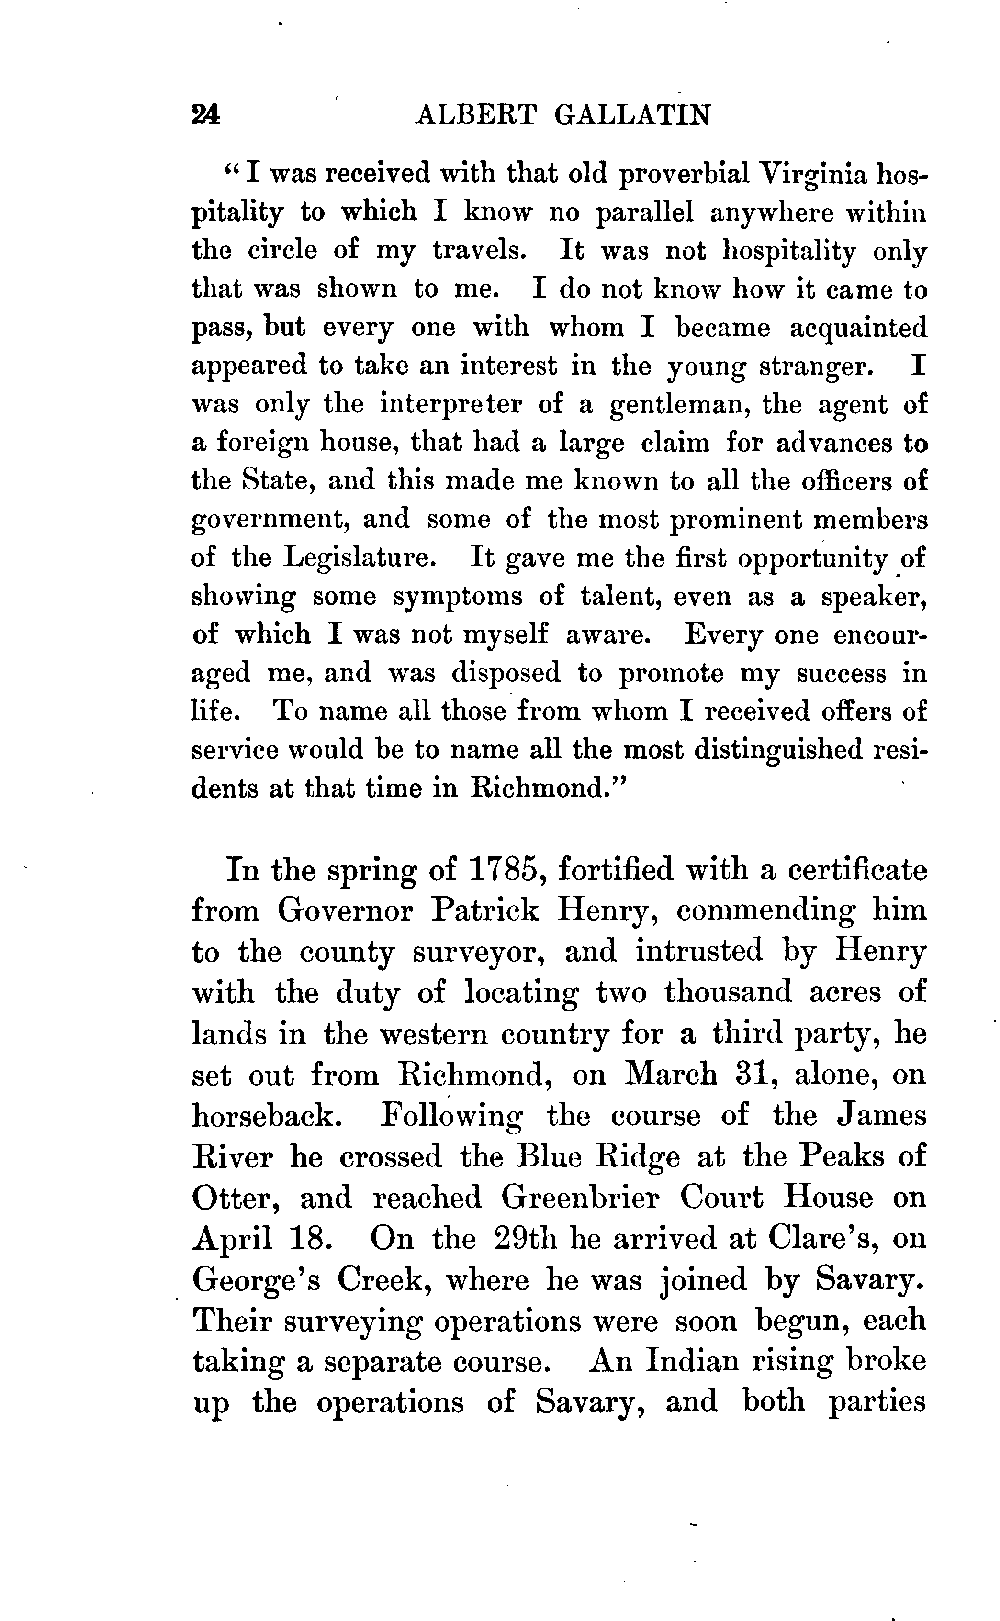 24 ALBERT GALLATIN
“I was received with that old proverbial Virginia hos-
pitality to which I know no parallel anywhere within
the circle of my travels. It was not hospitality only
that was shown to me. I do not know how it came to
pass, but every one with whom I became acquainted
appeared to take an interest in the young stranger. I
was only the interpreter of a gentleman, the agent of
a foreign house, that had a large claim for advances to
the State, and this made me known to all the officers of
government, and some of the most prominent members
of the Legislature. It gave me the first opportunity of
showing some symptoms of talent, even as a speaker,
of which I was not myself aware. Every one encour-
aged me, and was disposed to promote my success in
life. To name all those from whom I received offers of
service would be to name all the most distinguished resi-
dents at that time in Richmond.”
In the spring of 1785, fortified with a certificate
from Governor Patrick Henry, commending him
to the county surveyor, and intrusted by Henry
with the duty of locating two thousand acres of
lands in the western country for a third party, he
set out from Richmond, on March 31, alone, on
horseback. Following the course of the James
River he crossed the Blue Ridge at the Peaks of
Otter, and reached Greenbrier Court House on
April 18. On the 29th he arrived at Clare’s, on
George’s Creek, where he was joined by Savary.
Their surveying operations were soon begun, each
taking a separate course. An Indian rising broke
up the operations of Savary, and both parties